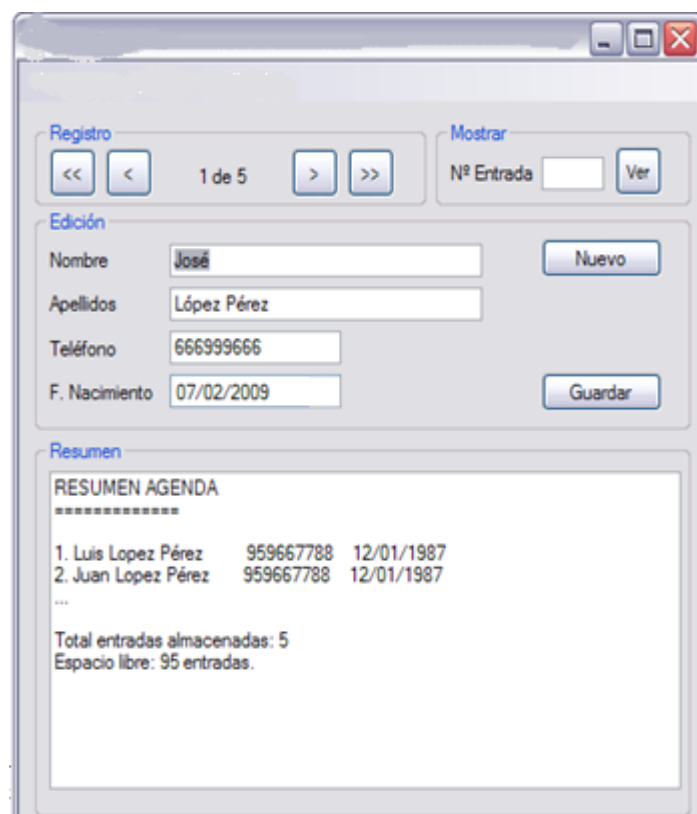 Registro
<< < 1 de 5 > >>
Mostrar
Nº Entrada Ver
Edición
Nombre José Nuevo
Apellidos López Pérez
Teléfono 666999666
F. Nacimiento 07/02/2009 Guardar
Resumen
RESUMEN AGENDA
=============
1. Luis Lopez Pérez 959667788 12/01/1987
2. Juan Lopez Pérez 959667788 12/01/1987
...
Total entradas almacenadas: 5
Espacio libre: 95 entradas.